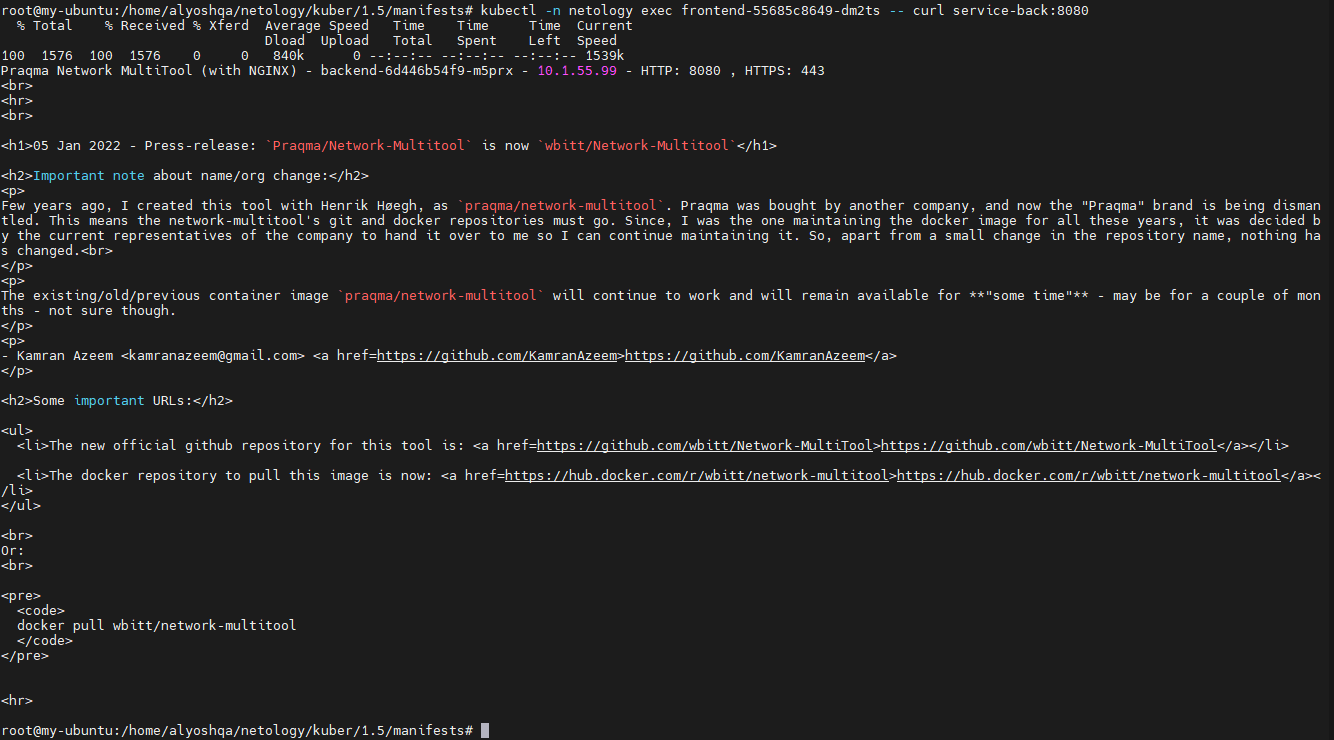 root@my-ubuntu:/home/alyoshqa/netology/kuber/1.5/manifests# kubectl -n netology exec frontend-55685c8649-dm2ts -- curl service-back:8080
  % Total    % Received % Xferd  Average Speed   Time    Time     Time  Current
                                 Dload  Upload   Total   Spent    Left  Speed
100  1576  100  1576    0     0   840k      0 --:--:-- --:--:-- --:--:-- 1539k
Praqma Network MultiTool (with NGINX) - backend-6d446b54f9-m5prx - 10.1.55.99 - HTTP: 8080 , HTTPS: 443
<br>
<hr>
<br>

<h1>05 Jan 2022 - Press-release: `Praqma/Network-Multitool` is now `wbitt/Network-Multitool`</h1>

<h2>Important note about name/org change:</h2>
<p>
Few years ago, I created this tool with Henrik Høegh, as `praqma/network-multitool`. Praqma was bought by another company, and now the "Praqma" brand is being disman
tled. This means the network-multitool's git and docker repositories must go. Since, I was the one maintaining the docker image for all these years, it was decided b
y the current representatives of the company to hand it over to me so I can continue maintaining it. So, apart from a small change in the repository name, nothing ha
s changed.<br>
</p>
<p>
The existing/old/previous container image `praqma/network-multitool` will continue to work and will remain available for **"some time"** - may be for a couple of mon
ths - not sure though.
</p>
<p>
- Kamran Azeem <kamranazeem@gmail.com> <a href=https://github.com/KamranAzeem>https://github.com/KamranAzeem</a>
</p>

<h2>Some important URLs:</h2>

<ul>
  <li>The new official github repository for this tool is: <a href=https://github.com/wbitt/Network-MultiTool>https://github.com/wbitt/Network-MultiTool</a></li>

  <li>The docker repository to pull this image is now: <a href=https://hub.docker.com/r/wbitt/network-multitool>https://hub.docker.com/r/wbitt/network-multitool</a><
/li>
</ul>

<br>
Or:
<br>

<pre>
  <code>
  docker pull wbitt/network-multitool
  </code>
</pre>


<hr>

root@my-ubuntu:/home/alyoshqa/netology/kuber/1.5/manifests#